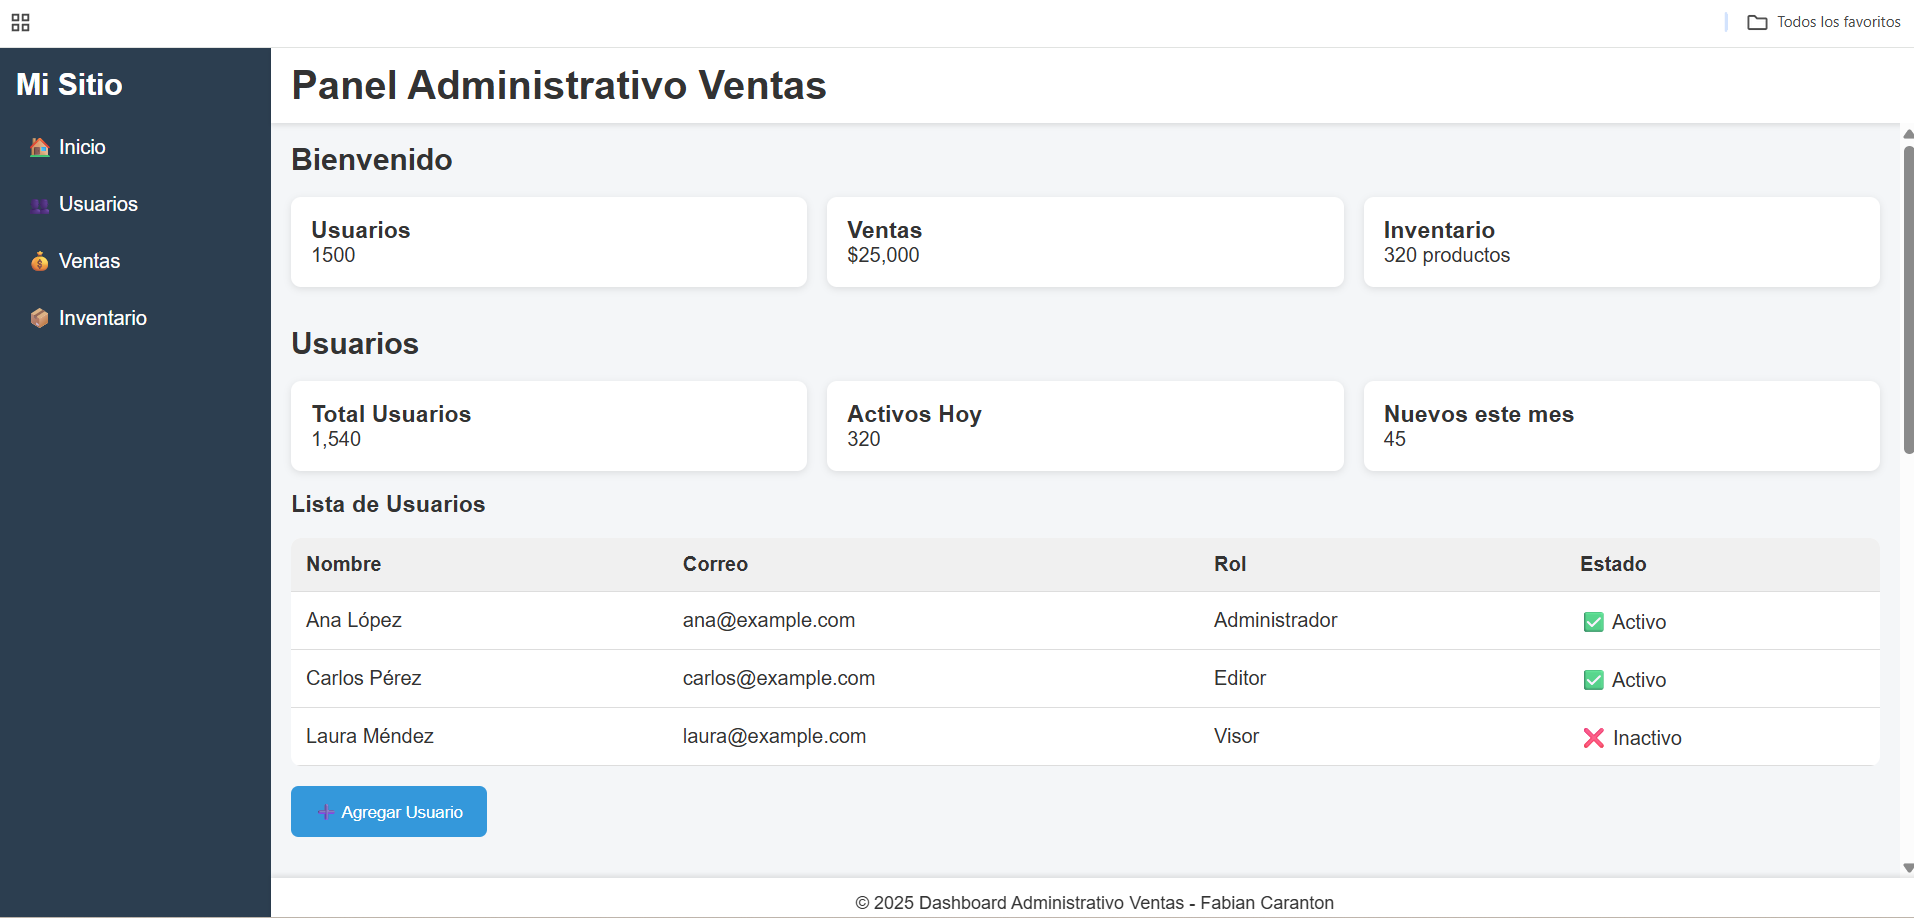 Todos los favoritos
Mi Sitio
Inicio
Usuarios
Ventas
Inventario
Panel Administrativo Ventas
Bienvenido
Usuarios
1500
Ventas
$25,000
Inventario
320 productos
Usuarios
Total Usuarios
1,540
Activos Hoy
320
Nuevos este mes
45
Lista de Usuarios
Nombre Correo Rol Estado
Ana López ana@example.com Administrador ✅ Activo
Carlos Pérez carlos@example.com Editor ✅ Activo
Laura Méndez laura@example.com Visor ❌ Inactivo
➕ Agregar Usuario
© 2025 Dashboard Administrativo Ventas - Fabian Caranton